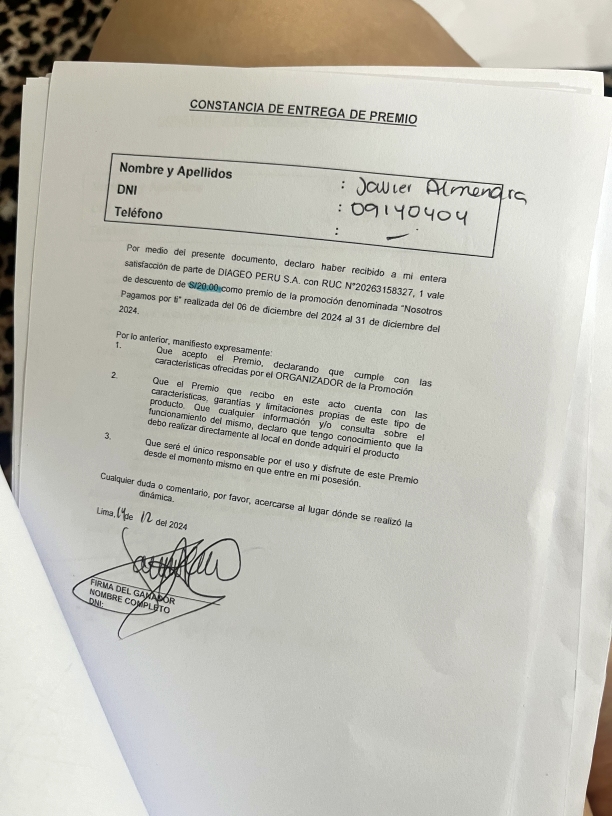 CONSTANCIA DE ENTREGA DE PREMIO
Nombre y Apellidos : Javier Almendra
DNI : 09140404
Teléfono : –
Por medio del presente documento, declaro haber recibido a mi entera
satisfacción de parte de DIAGEO PERU S.A. con RUC N°20263158327, 1 vale
de descuento de S/20.00 como premio de la promoción denominada “Nosotros
Pagamos por ti” realizada del 06 de diciembre del 2024 al 31 de diciembre del
2024.
Por lo anterior, manifiesto expresamente:
1. Que acepto el Premio, declarando que cumple con las
características ofrecidas por el ORGANIZADOR de la Promoción
2. Que el Premio que recibo en este acto cuenta con las
características, garantías y limitaciones propias de este tipo de
producto. Que cualquier información y/o consulta sobre el
funcionamiento del mismo, declaro que tengo conocimiento que la
debo realizar directamente al local en donde adquirí el producto
3. Que seré el único responsable por el uso y disfrute de este Premio
desde el momento mismo en que entre en mi posesión.
Cualquier duda o comentario, por favor, acercarse al lugar dónde se realizó la
dinámica.
Lima, 14 de 12 del 2024
FIRMA DEL GANADOR
NOMBRE COMPLETO
DNI: